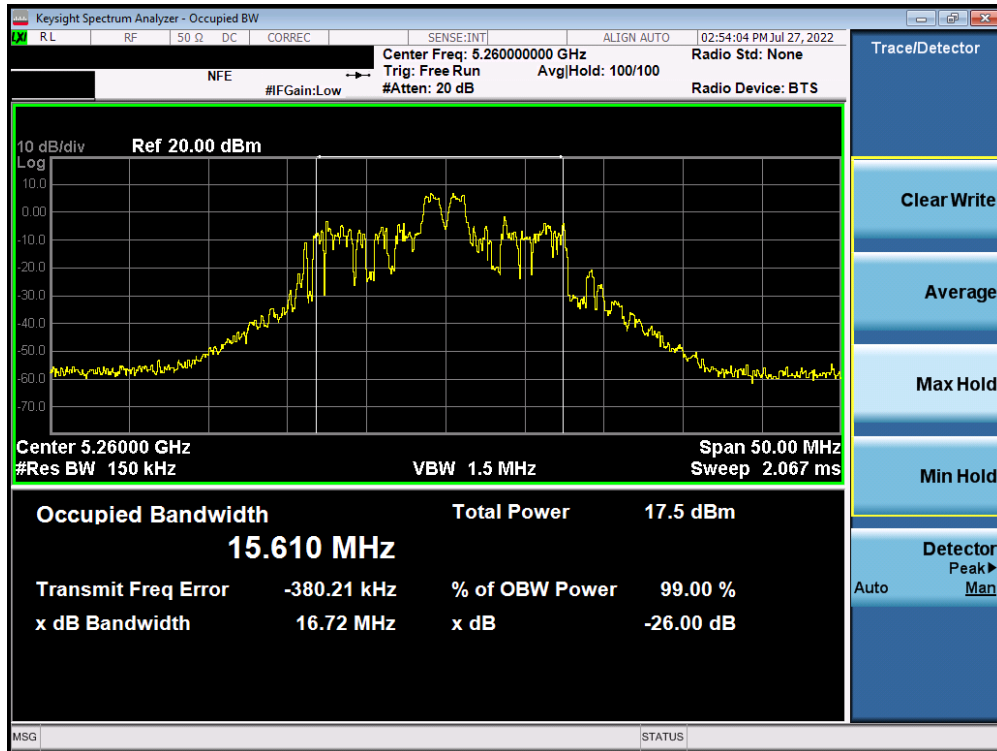 Keysight Spectrum Analyzer - Occupied BW
LXI RL RF 50 Ω DC CORREC SENSE:INT ALIGN AUTO 02:54:04 PM Jul 27, 2022
Center Freq: 5.260000000 GHz Radio Std: None
NFE Trig: Free Run Avg|Hold: 100/100
#IFGain:Low #Atten: 20 dB Radio Device: BTS
10 dB/div Ref 20.00 dBm
Log
10.0
0.00
-10.0
-20.0
-30.0
-40.0
-50.0
-60.0
-70.0
Center 5.26000 GHz Span 50.00 MHz
#Res BW 150 kHz VBW 1.5 MHz Sweep 2.067 ms
Occupied Bandwidth Total Power 17.5 dBm
15.610 MHz
Transmit Freq Error -380.21 kHz % of OBW Power 99.00 %
x dB Bandwidth 16.72 MHz x dB -26.00 dB
Trace/Detector
Clear Write
Average
Max Hold
Min Hold
Detector
Peak▶
Auto Man
MSG STATUS